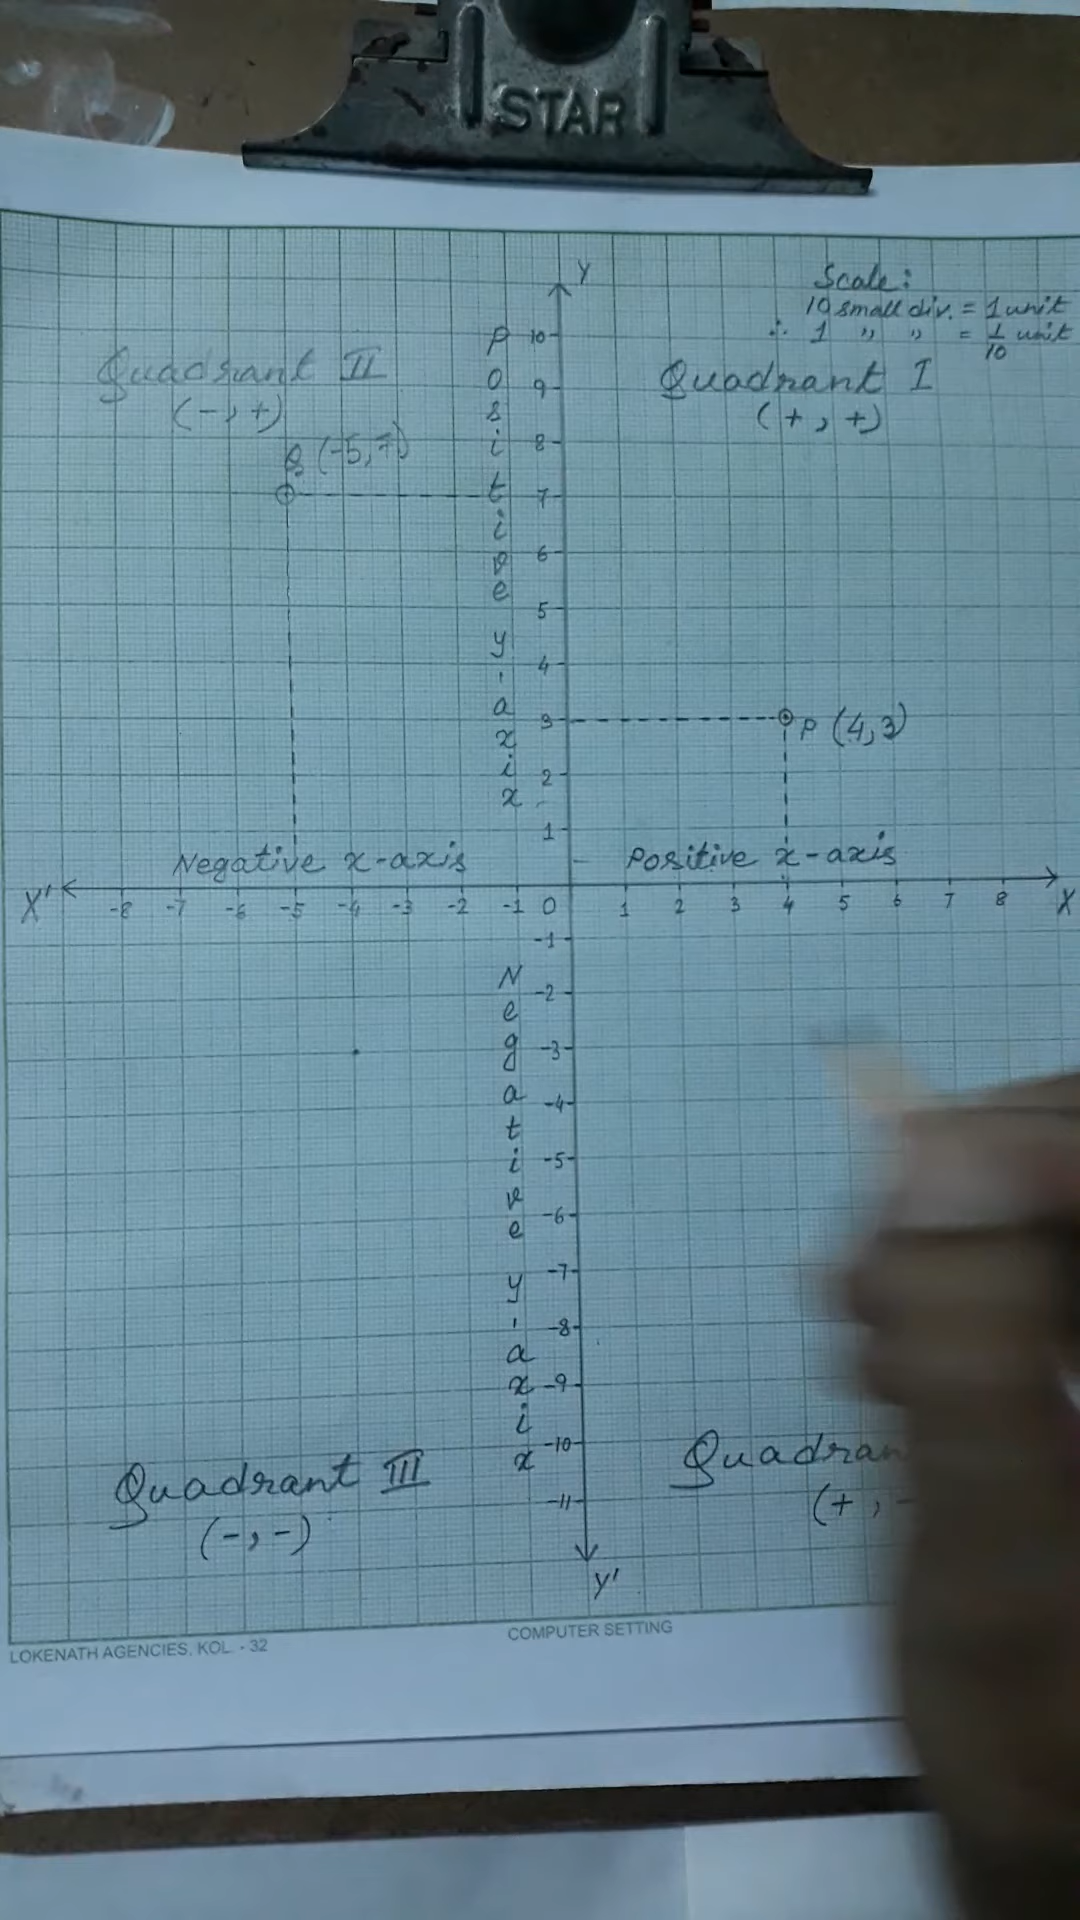 STAR
Y
Scale:
10 small div. = 1 unit
∴ 1 " " = 1/10 unit
Quadrant II
(-, +)
Quadrant I
(+, +)
Q (-5, 7)
P (4, 3)
Positive y-axix
10
9
8
7
6
5
4
3
2
1
Negative x-axis
Positive x-axis
X'
-8 -7 -6 -5 -4 -3 -2 -1 0 1 2 3 4 5 6 7 8
X
-1
-2
-3
-4
-5
-6
-7
-8
-9
-10
-11
Negative y-axix
Quadrant III
(-, -)
Quadran
(+,
Y'
LOKENATH AGENCIES, KOL. - 32
COMPUTER SETTING